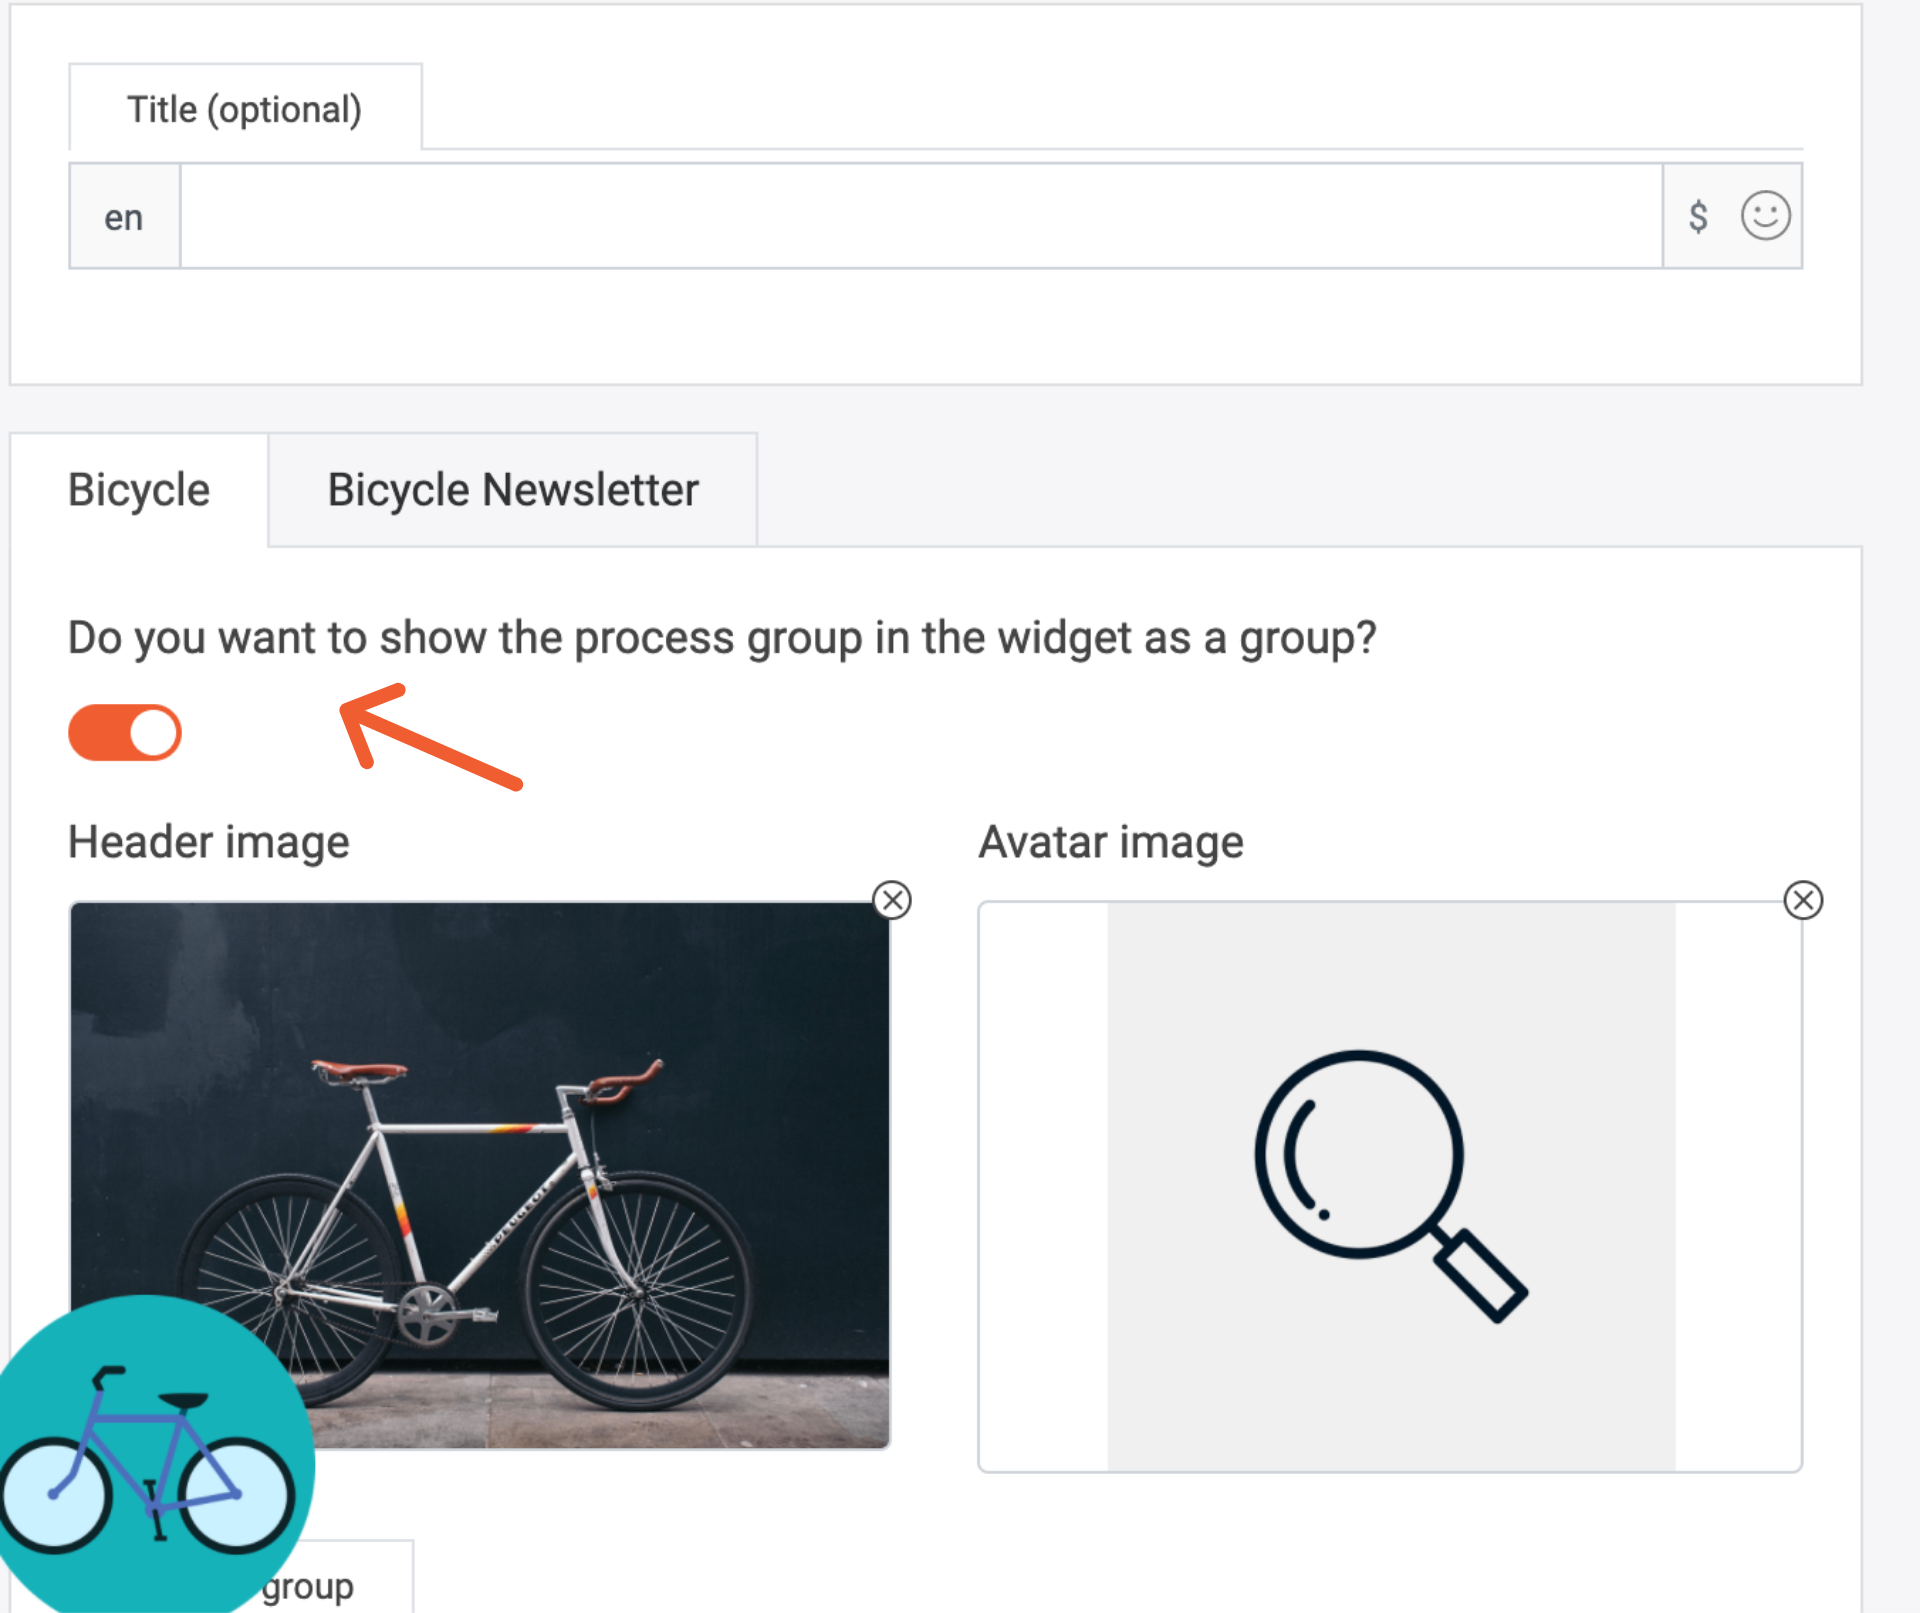 Title (optional)
en
$
Bicycle
Bicycle Newsletter
Do you want to show the process group in the widget as a group?
Header image
Avatar image
PEUGEOT
group